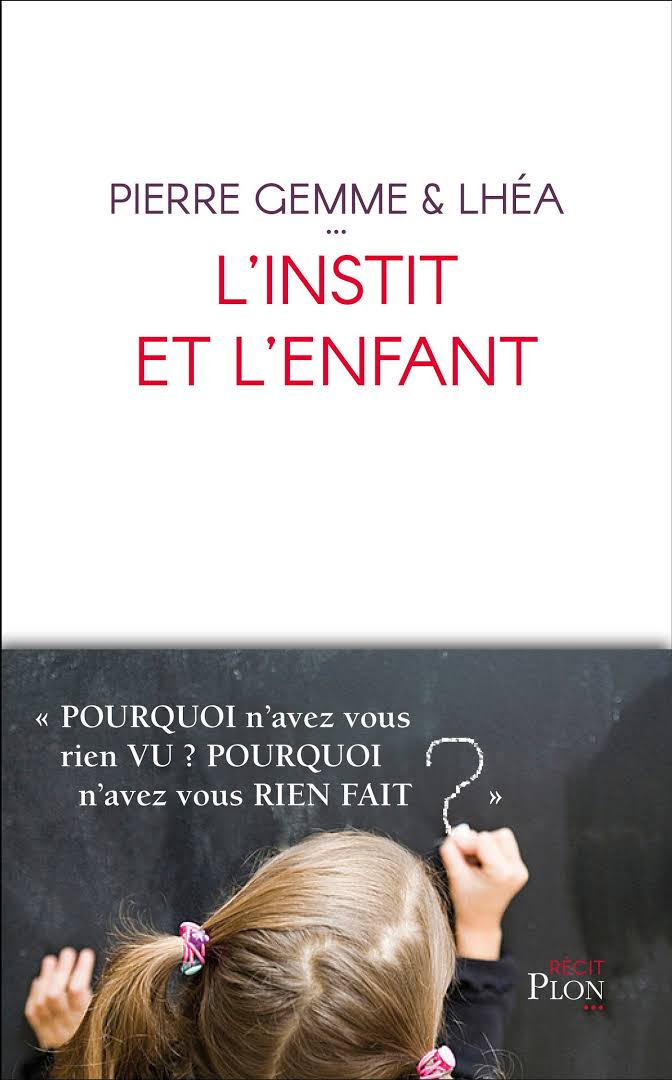 PIERRE GEMME & LHÉA
...
L'INSTIT
ET L'ENFANT
« POURQUOI n'avez vous
rien VU ? POURQUOI
n'avez vous RIEN FAIT ? »
RÉCIT
PLON
...